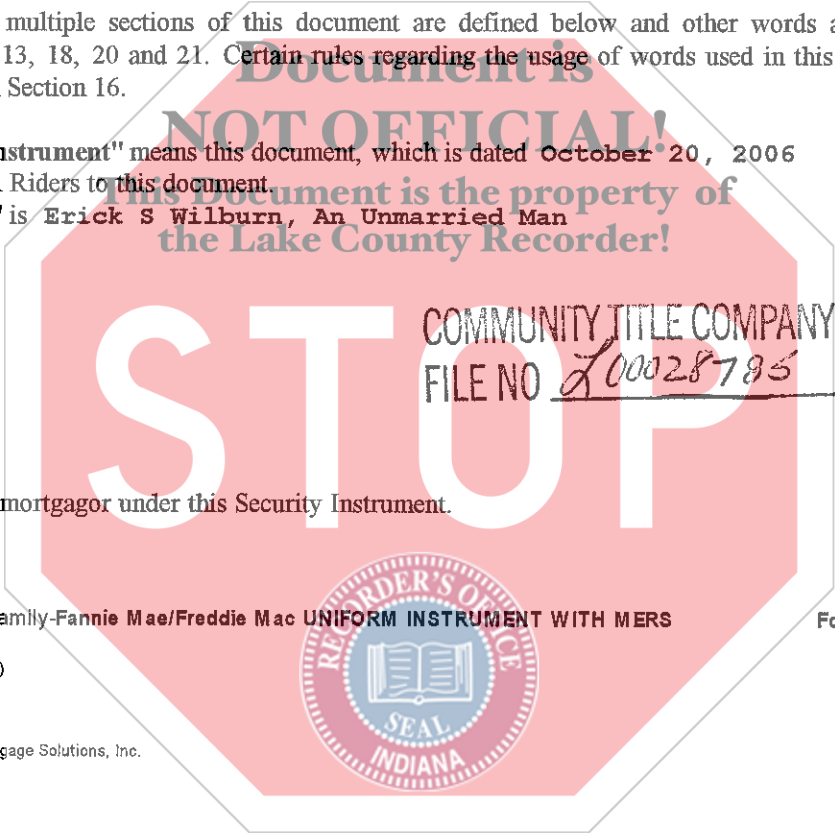 multiple sections of this document are defined below and other words a
13, 18, 20 and 21. Certain rules regarding the usage of words used in this
Section 16.
Document is
NOT OFFICIAL!
nstrument" means this document, which is dated October 20, 2006
Riders to this document.
This Document is the property of
" is Erick S Wilburn, An Unmarried Man
the Lake County Recorder!
COMMUNITY TITLE COMPANY
FILE NO L00028785
STOP
mortgagor under this Security Instrument.
amily-Fannie Mae/Freddie Mac UNIFORM INSTRUMENT WITH MERS Fo
)
RECORDER'S OFFICE
SEAL
INDIANA
gage Solutions, Inc.